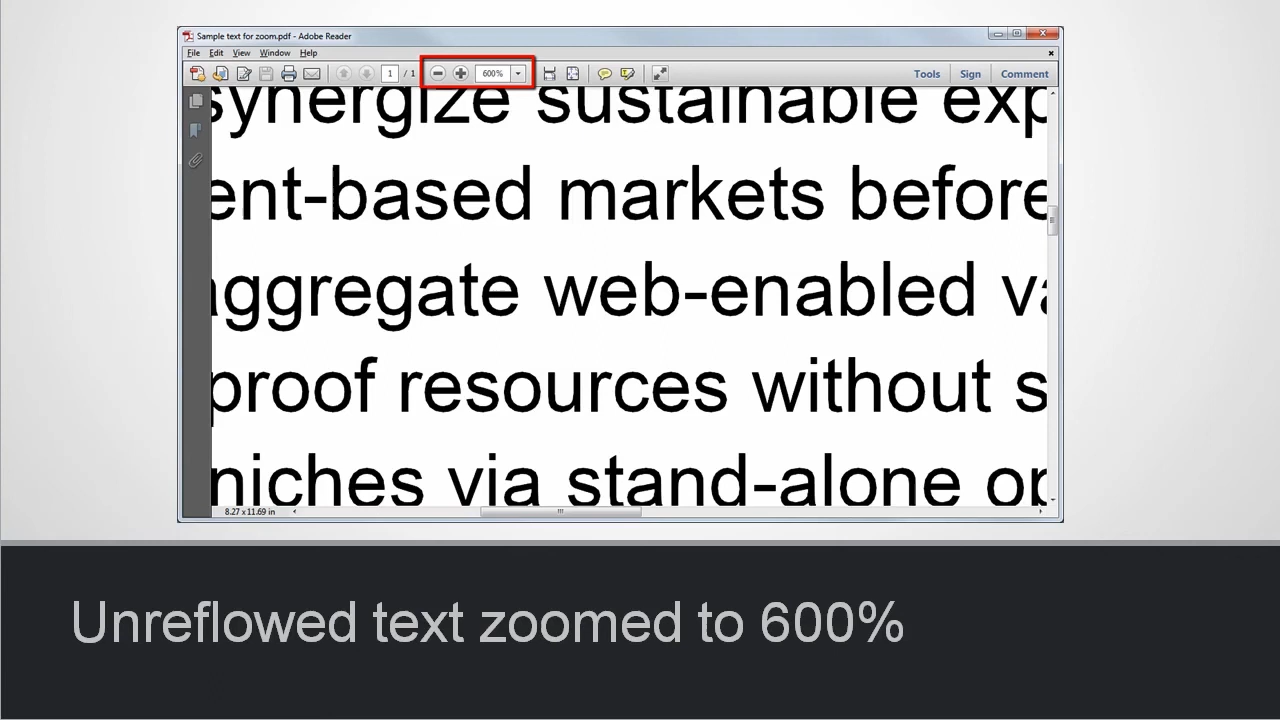 Sample text for zoom.pdf - Adobe Reader
File Edit View Window Help
1 / 1 600% Tools Sign Comment
synergize sustainable exp
ent-based markets before
aggregate web-enabled va
proof resources without s
niches via stand-alone op
8.27 x 11.69 in
Unreflowed text zoomed to 600%